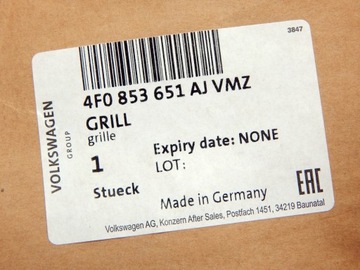 3847
VOLKSWAGEN
GROUP
4F0 853 651 AJ VMZ
GRILL
grille
1
Expiry date: NONE
LOT:
Stueck
Made in Germany
EAC
Volkswagen AG, Konzern After Sales, Postfach 1451, 34219 Baunatal